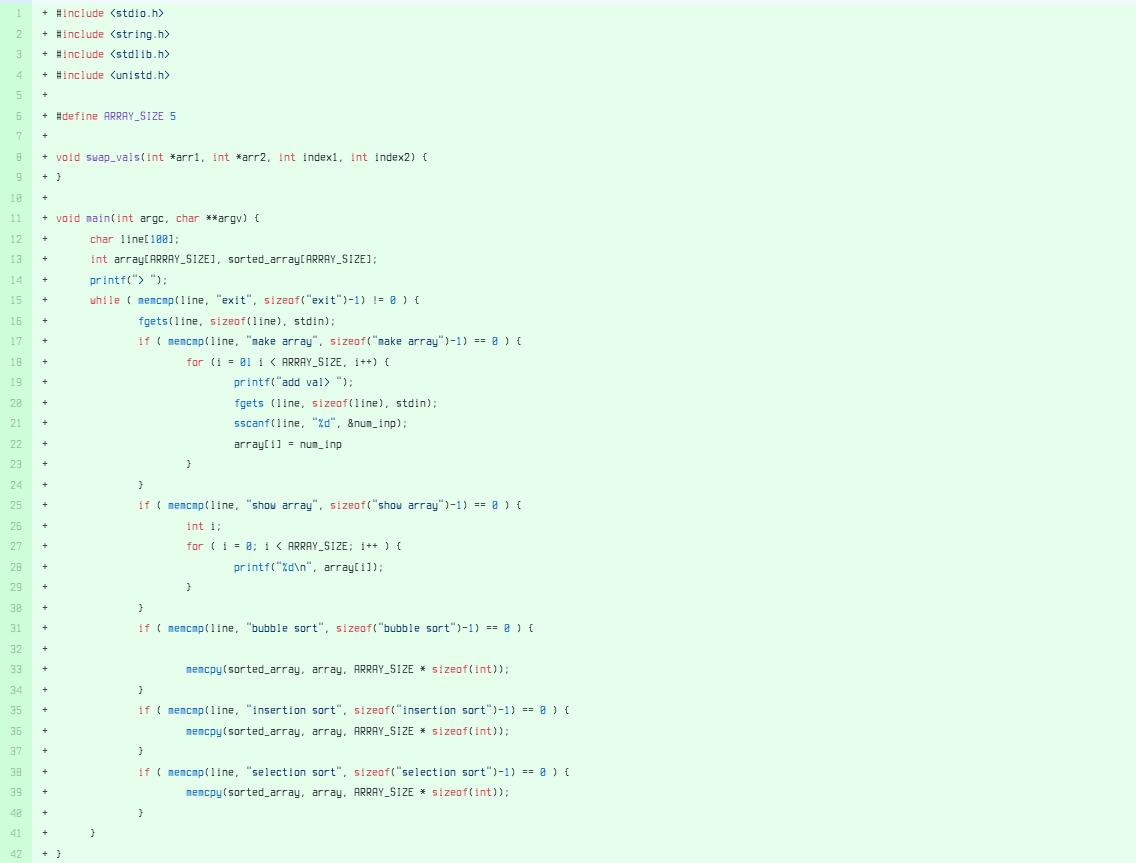 1 + #include <stdio.h>
2 + #include <string.h>
3 + #include <stdlib.h>
4 + #include <unistd.h>
5 +
6 + #define ARRAY_SIZE 5
7 +
8 + void swap_vals(int *arr1, int *arr2, int index1, int index2) {
9 + }
10 +
11 + void main(int argc, char **argv) {
12 + char line[100];
13 + int array[ARRAY_SIZE], sorted_array[ARRAY_SIZE];
14 + printf("> ");
15 + while ( memcmp(line, "exit", sizeof("exit")-1) != 0 ) {
16 + fgets(line, sizeof(line), stdin);
17 + if ( memcmp(line, "make array", sizeof("make array")-1) == 0 ) {
18 + for (i = 0l i < ARRAY_SIZE, i++) {
19 + printf("add val> ");
20 + fgets (line, sizeof(line), stdin);
21 + sscanf(line, "%d", &num_inp);
22 + array[i] = num_inp
23 + }
24 + }
25 + if ( memcmp(line, "show array", sizeof("show array")-1) == 0 ) {
26 + int i;
27 + for ( i = 0; i < ARRAY_SIZE; i++ ) {
28 + printf("%d\n", array[i]);
29 + }
30 + }
31 + if ( memcmp(line, "bubble sort", sizeof("bubble sort")-1) == 0 ) {
32 +
33 + memcpy(sorted_array, array, ARRAY_SIZE * sizeof(int));
34 + }
35 + if ( memcmp(line, "insertion sort", sizeof("insertion sort")-1) == 0 ) {
36 + memcpy(sorted_array, array, ARRAY_SIZE * sizeof(int));
37 + }
38 + if ( memcmp(line, "selection sort", sizeof("selection sort")-1) == 0 ) {
39 + memcpy(sorted_array, array, ARRAY_SIZE * sizeof(int));
40 + }
41 + }
42 + }